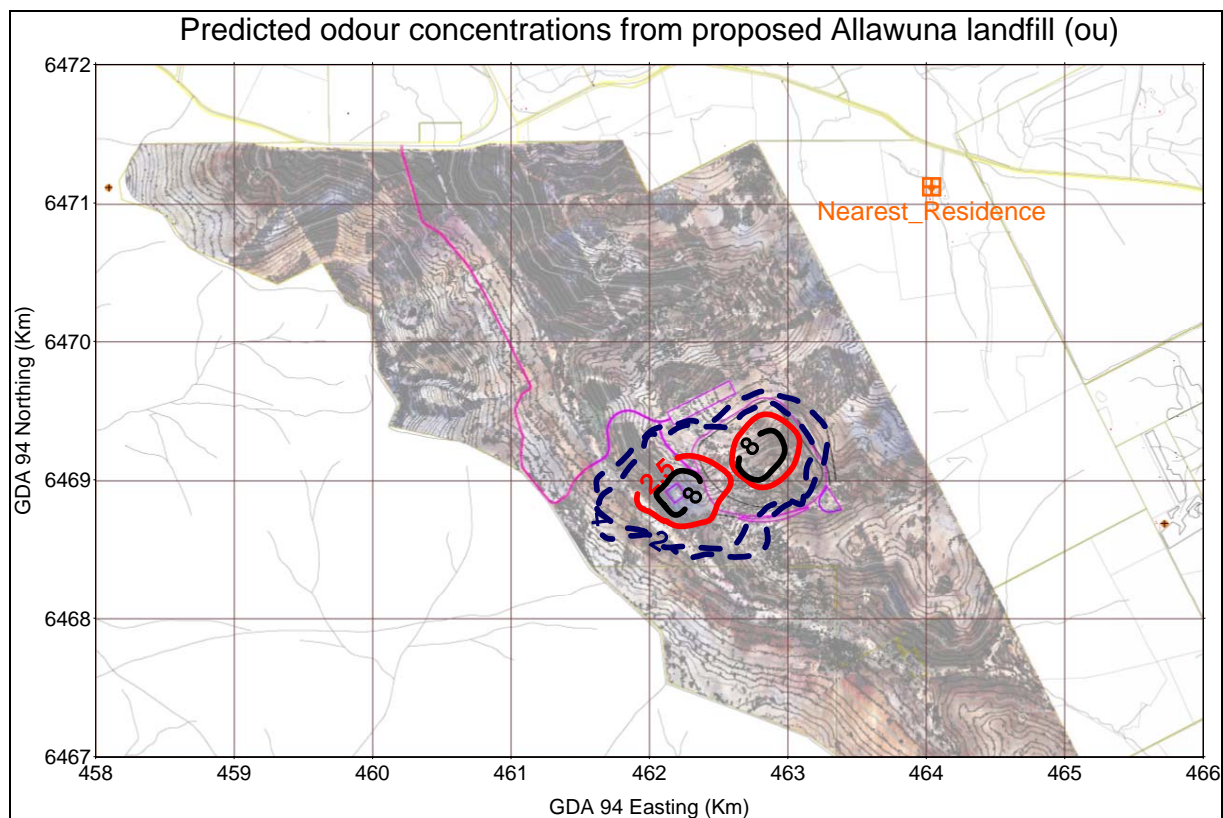 Predicted odour concentrations from proposed Allawuna landfill (ou)
6472
6471
6470
6469
6468
6467
GDA 94 Northing (Km)
Nearest_Residence
8
2.5
8
4
2
458 459 460 461 462 463 464 465 466
GDA 94 Easting (Km)